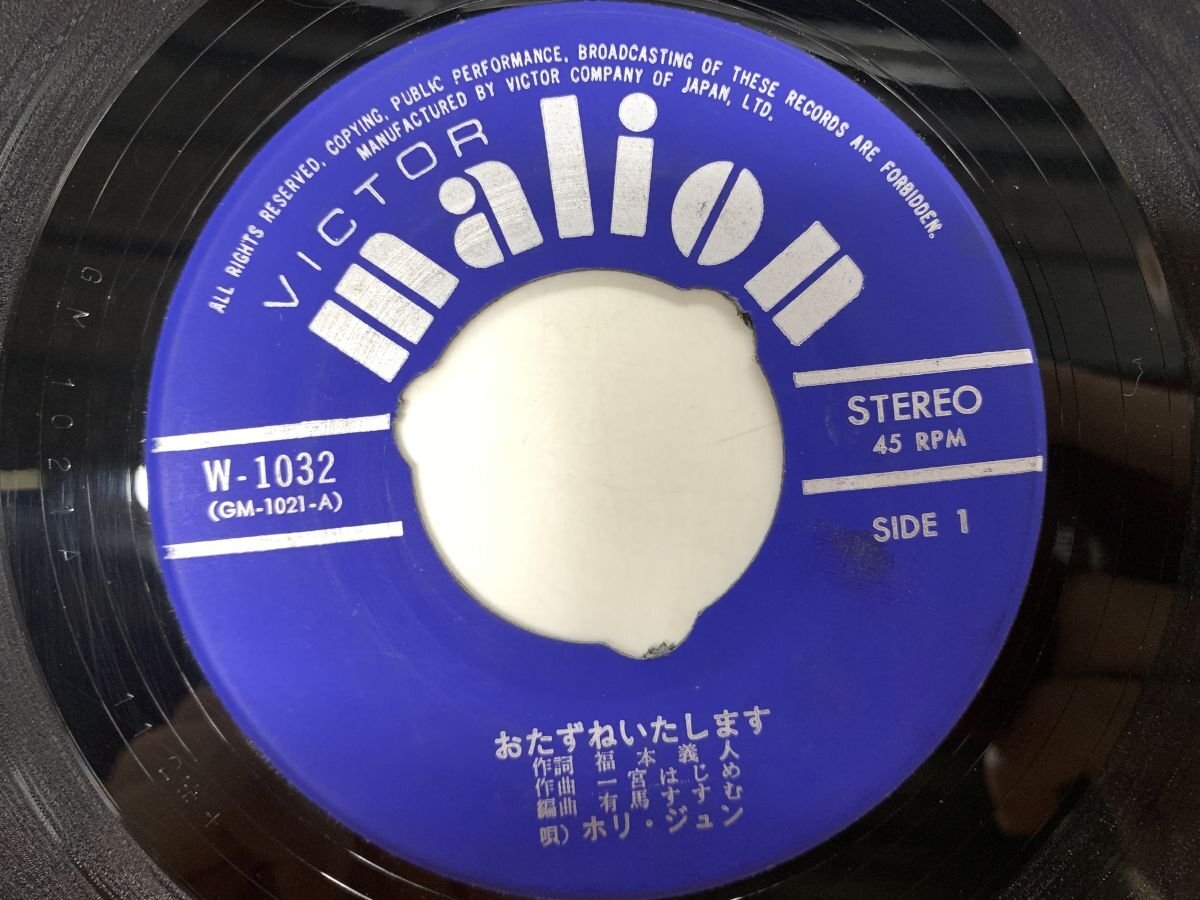 ALL RIGHTS RESERVED, COPYING, PUBLIC PERFORMANCE, BROADCASTING OF THESE RECORDS ARE FORBIDDEN.
MANUFACTURED BY VICTOR COMPANY OF JAPAN, LTD.
VICTOR
malion
STEREO
45 RPM
W-1032
(GM-1021-A)
SIDE 1
おたずねいたします
作詞 福本義人
作曲 一宮はじめ
編曲 有馬すすむ
唄) ホリ・ジュン
GM 1021 A